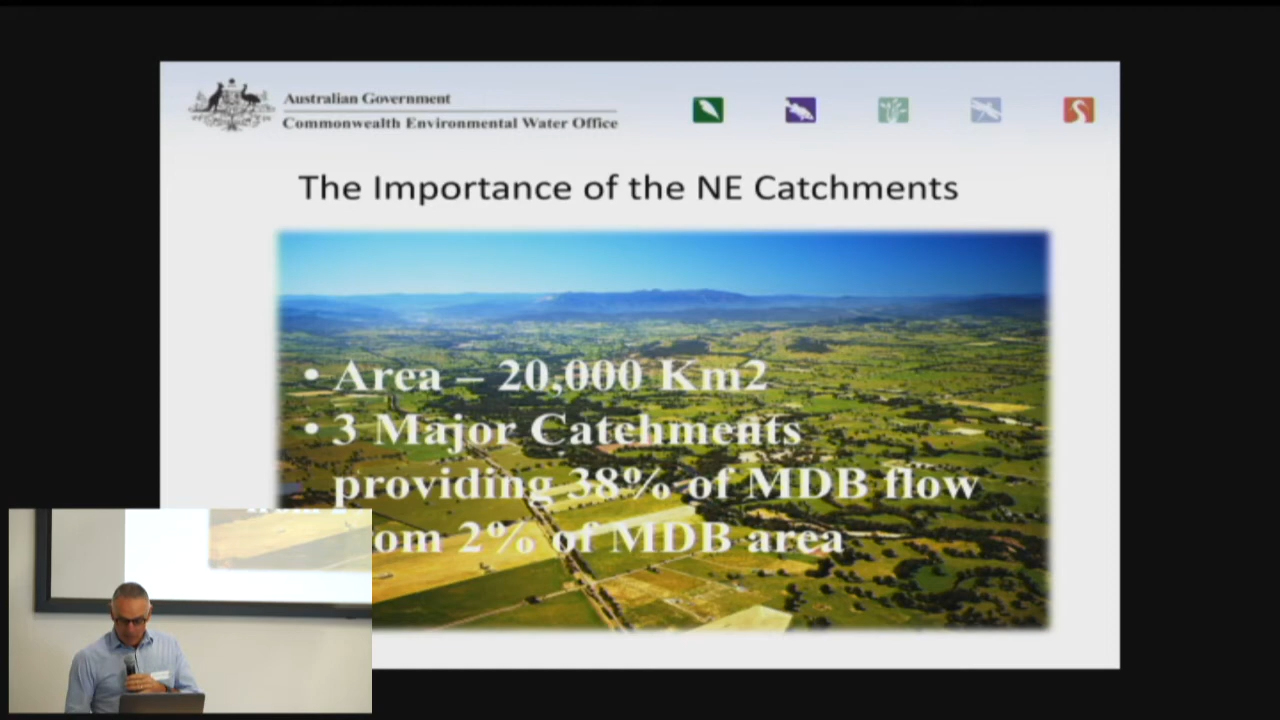 Australian Government
Commonwealth Environmental Water Office
The Importance of the NE Catchments
• Area – 20,000 Km2
• 3 Major Catchments
providing 38% of MDB flow
om 2% of MDB area